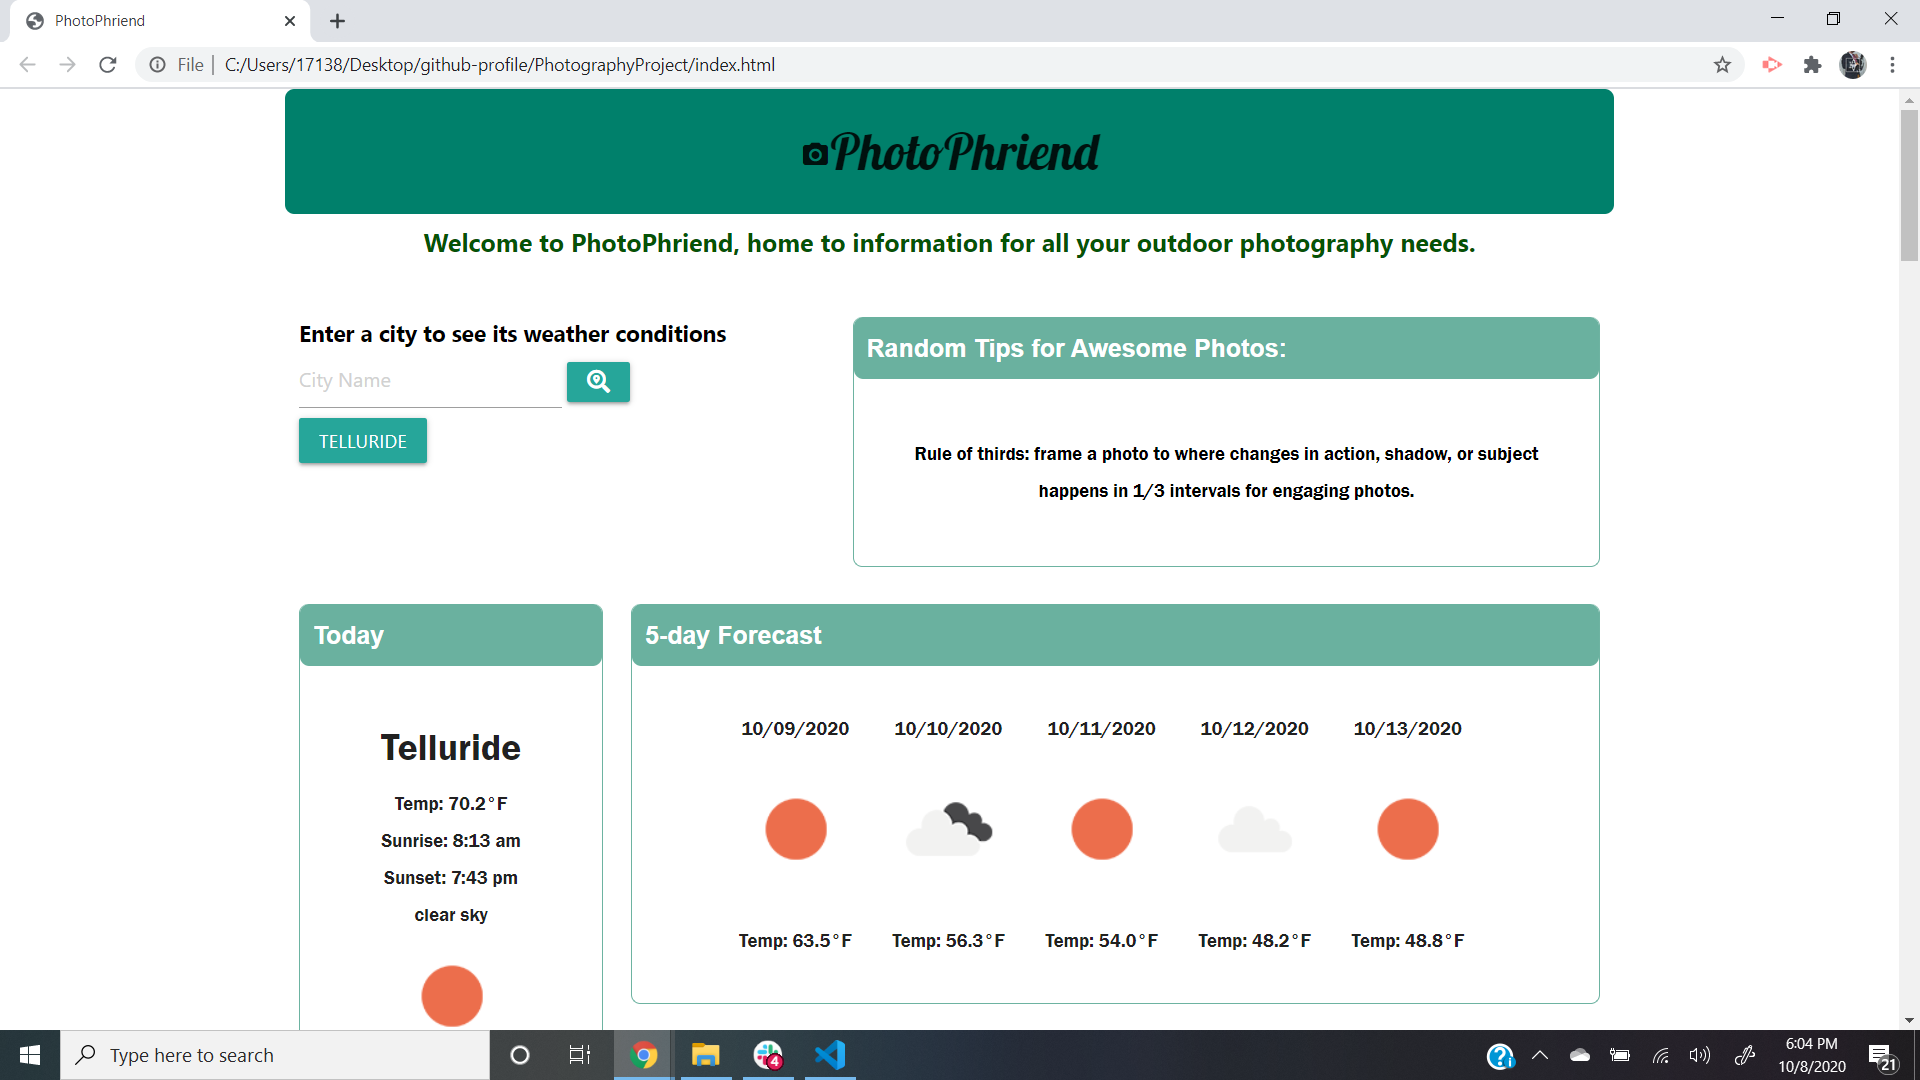 PhotoPhriend
File | C:/Users/17138/Desktop/github-profile/PhotographyProject/index.html
PhotoPhriend
Welcome to PhotoPhriend, home to information for all your outdoor photography needs.
Enter a city to see its weather conditions
City Name
TELLURIDE
Random Tips for Awesome Photos:
Rule of thirds: frame a photo to where changes in action, shadow, or subject
happens in 1/3 intervals for engaging photos.
Today
Telluride
Temp: 70.2°F
Sunrise: 8:13 am
Sunset: 7:43 pm
clear sky
5-day Forecast
10/09/2020 10/10/2020 10/11/2020 10/12/2020 10/13/2020
Temp: 63.5°F Temp: 56.3°F Temp: 54.0°F Temp: 48.2°F Temp: 48.8°F
Type here to search
4
6:04 PM
10/8/2020
21